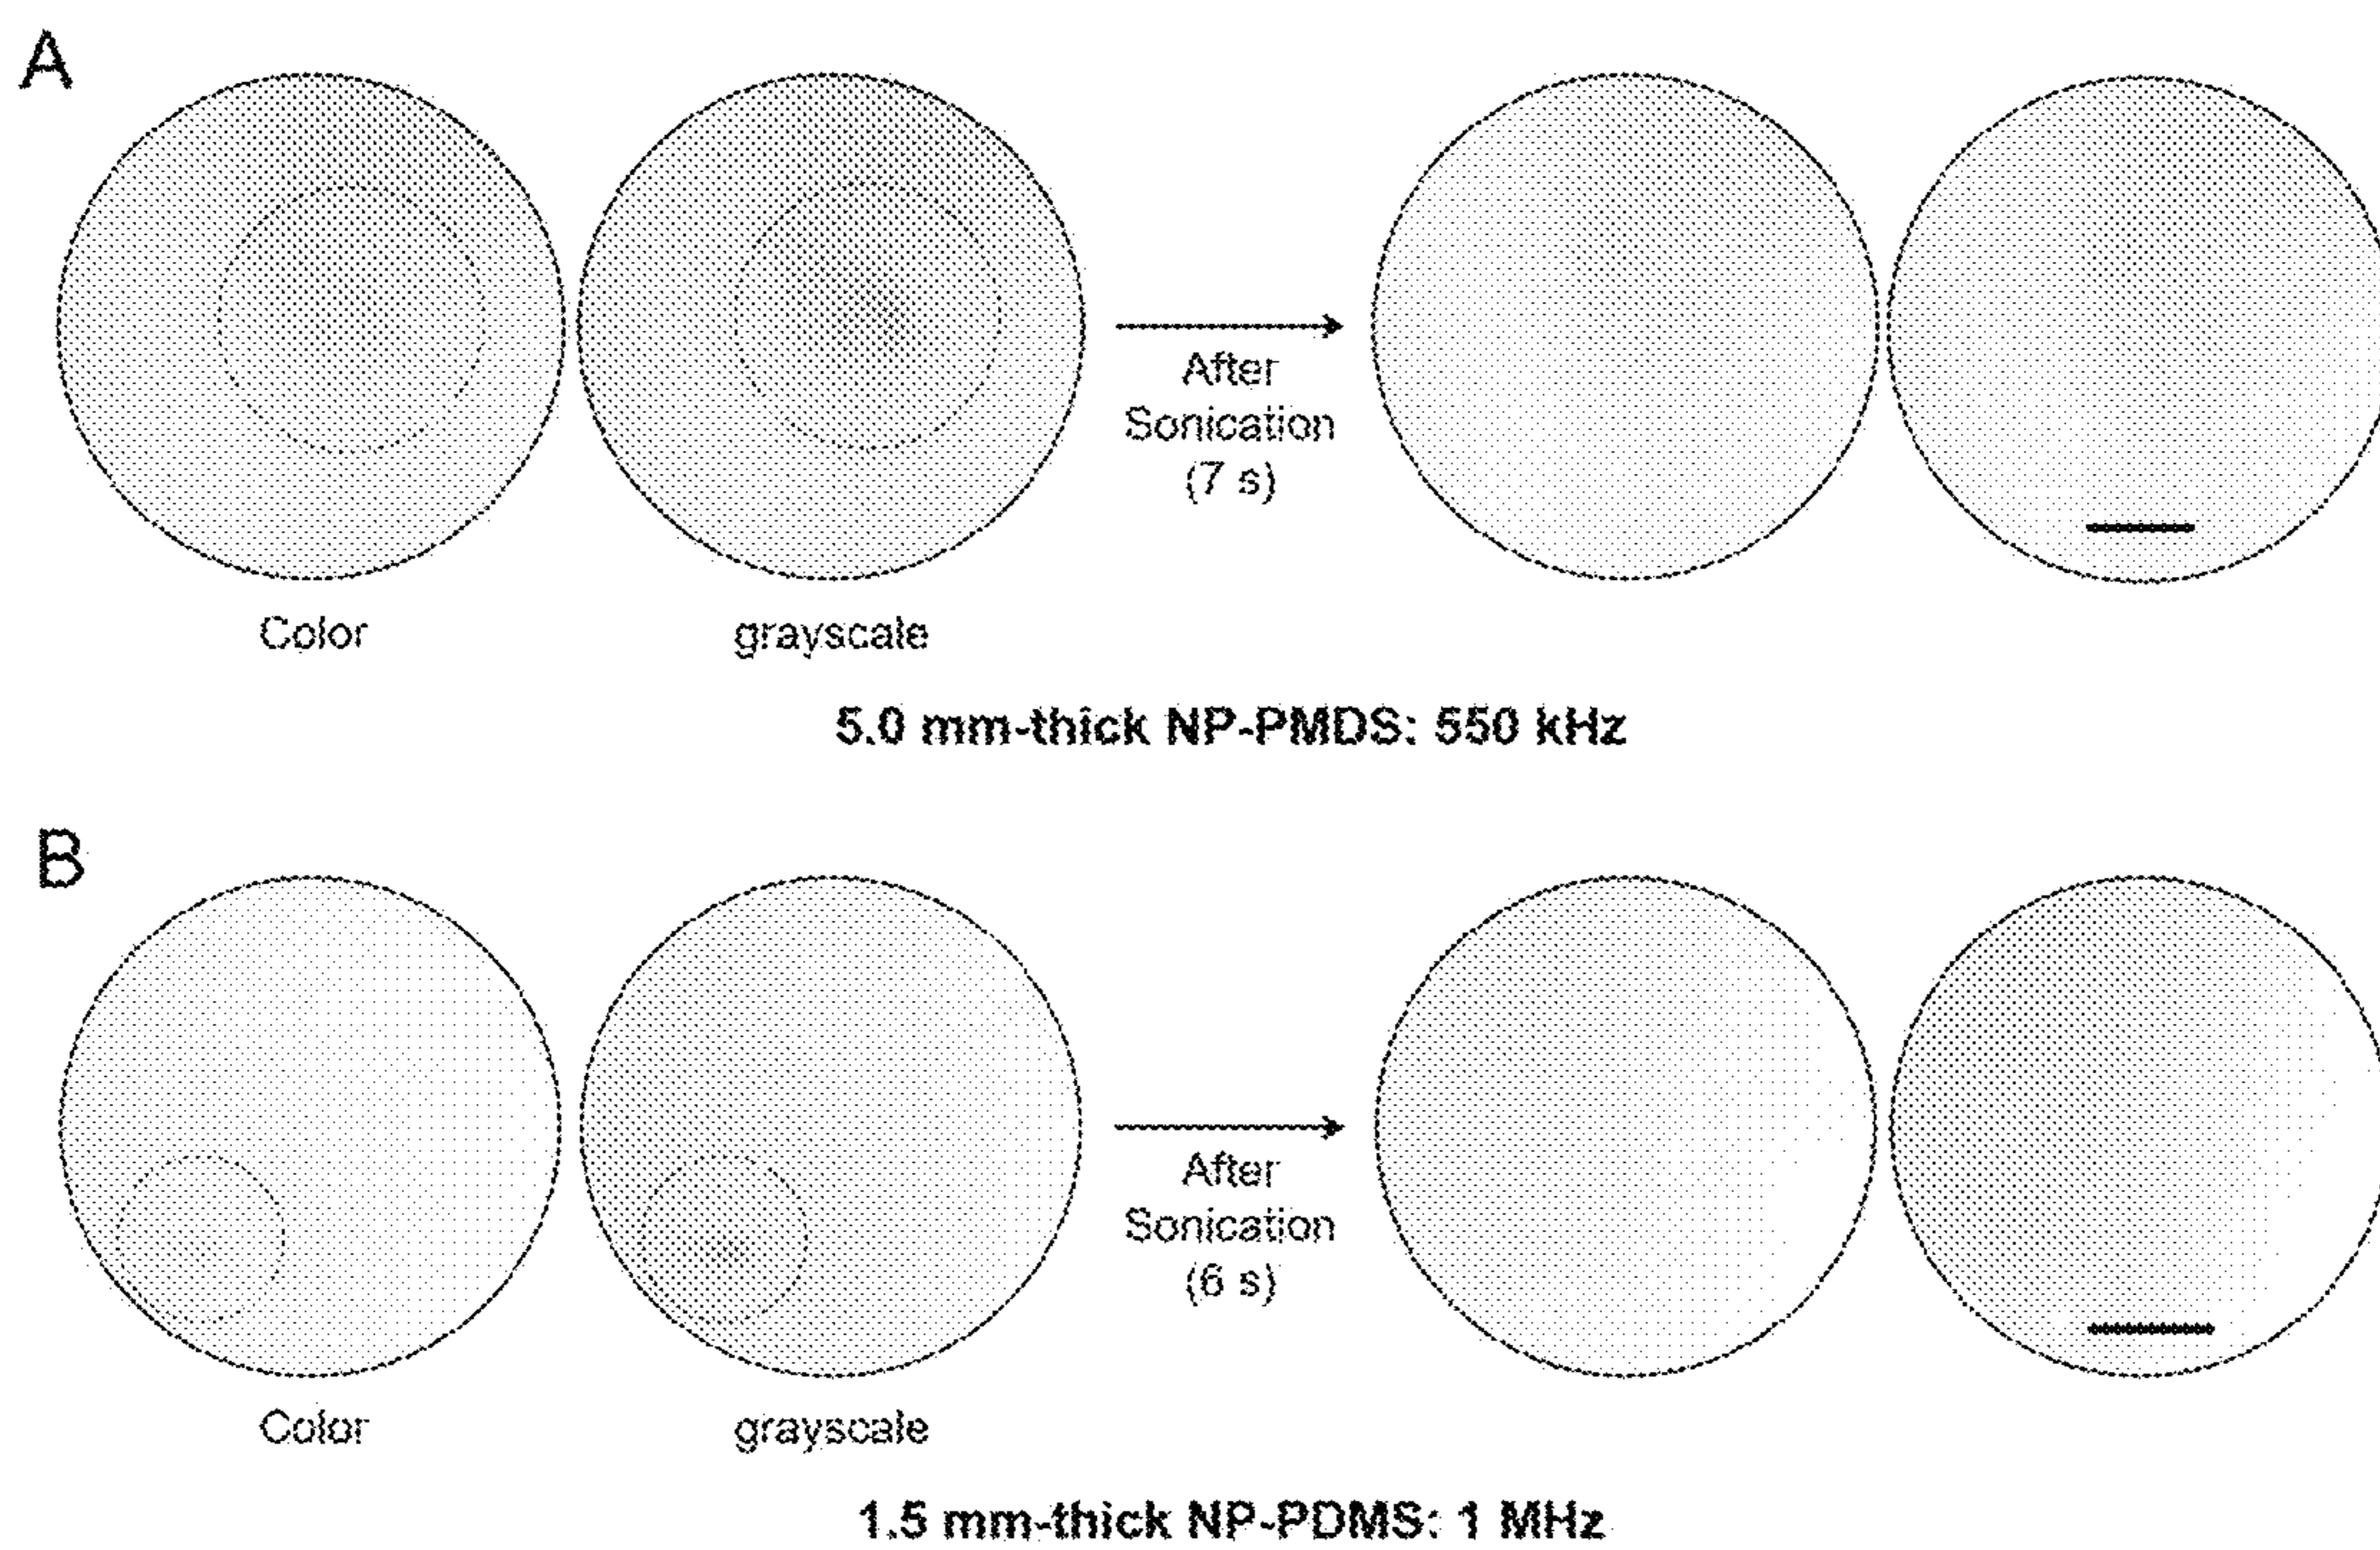 A
After
Sonication
(7 s)
Color
grayscale
5.0 mm-thick NP-PMDS: 550 kHz
B
After
Sonication
(6 s)
Color
grayscale
1.5 mm-thick NP-PDMS: 1 MHz